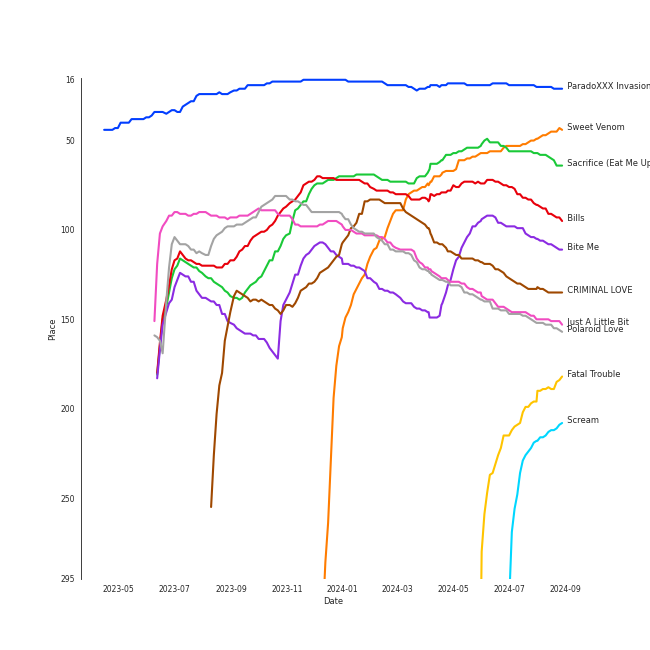 16
50
100
150
200
250
295
Place
2023-05
2023-07
2023-09
2023-11
2024-01
2024-03
2024-05
2024-07
2024-09
Date
ParadoXXX Invasion
Sweet Venom
Sacrifice (Eat Me Up
Bills
Bite Me
CRIMINAL LOVE
Just A Little Bit
Polaroid Love
Fatal Trouble
Scream